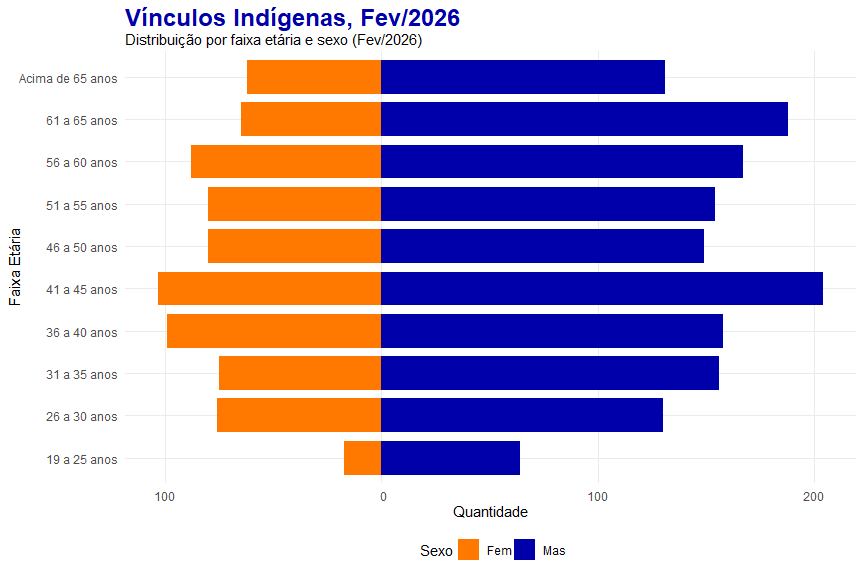 Vínculos Indígenas, Fev/2026
Distribuição por faixa etária e sexo (Fev/2026)
Faixa Etária
Acima de 65 anos
61 a 65 anos
56 a 60 anos
51 a 55 anos
46 a 50 anos
41 a 45 anos
36 a 40 anos
31 a 35 anos
26 a 30 anos
19 a 25 anos
100 0 100 200
Quantidade
Sexo Fem Mas